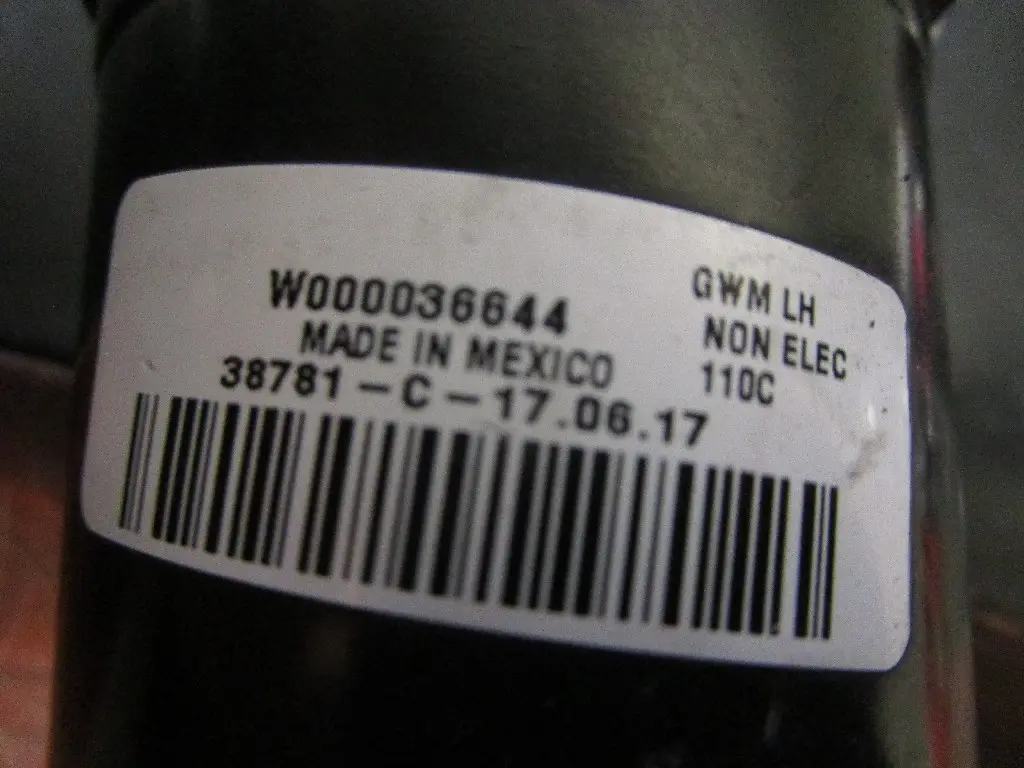 W000036644
MADE IN MEXICO
38781-C-17.06.17
GWM LH
NON ELEC
110C